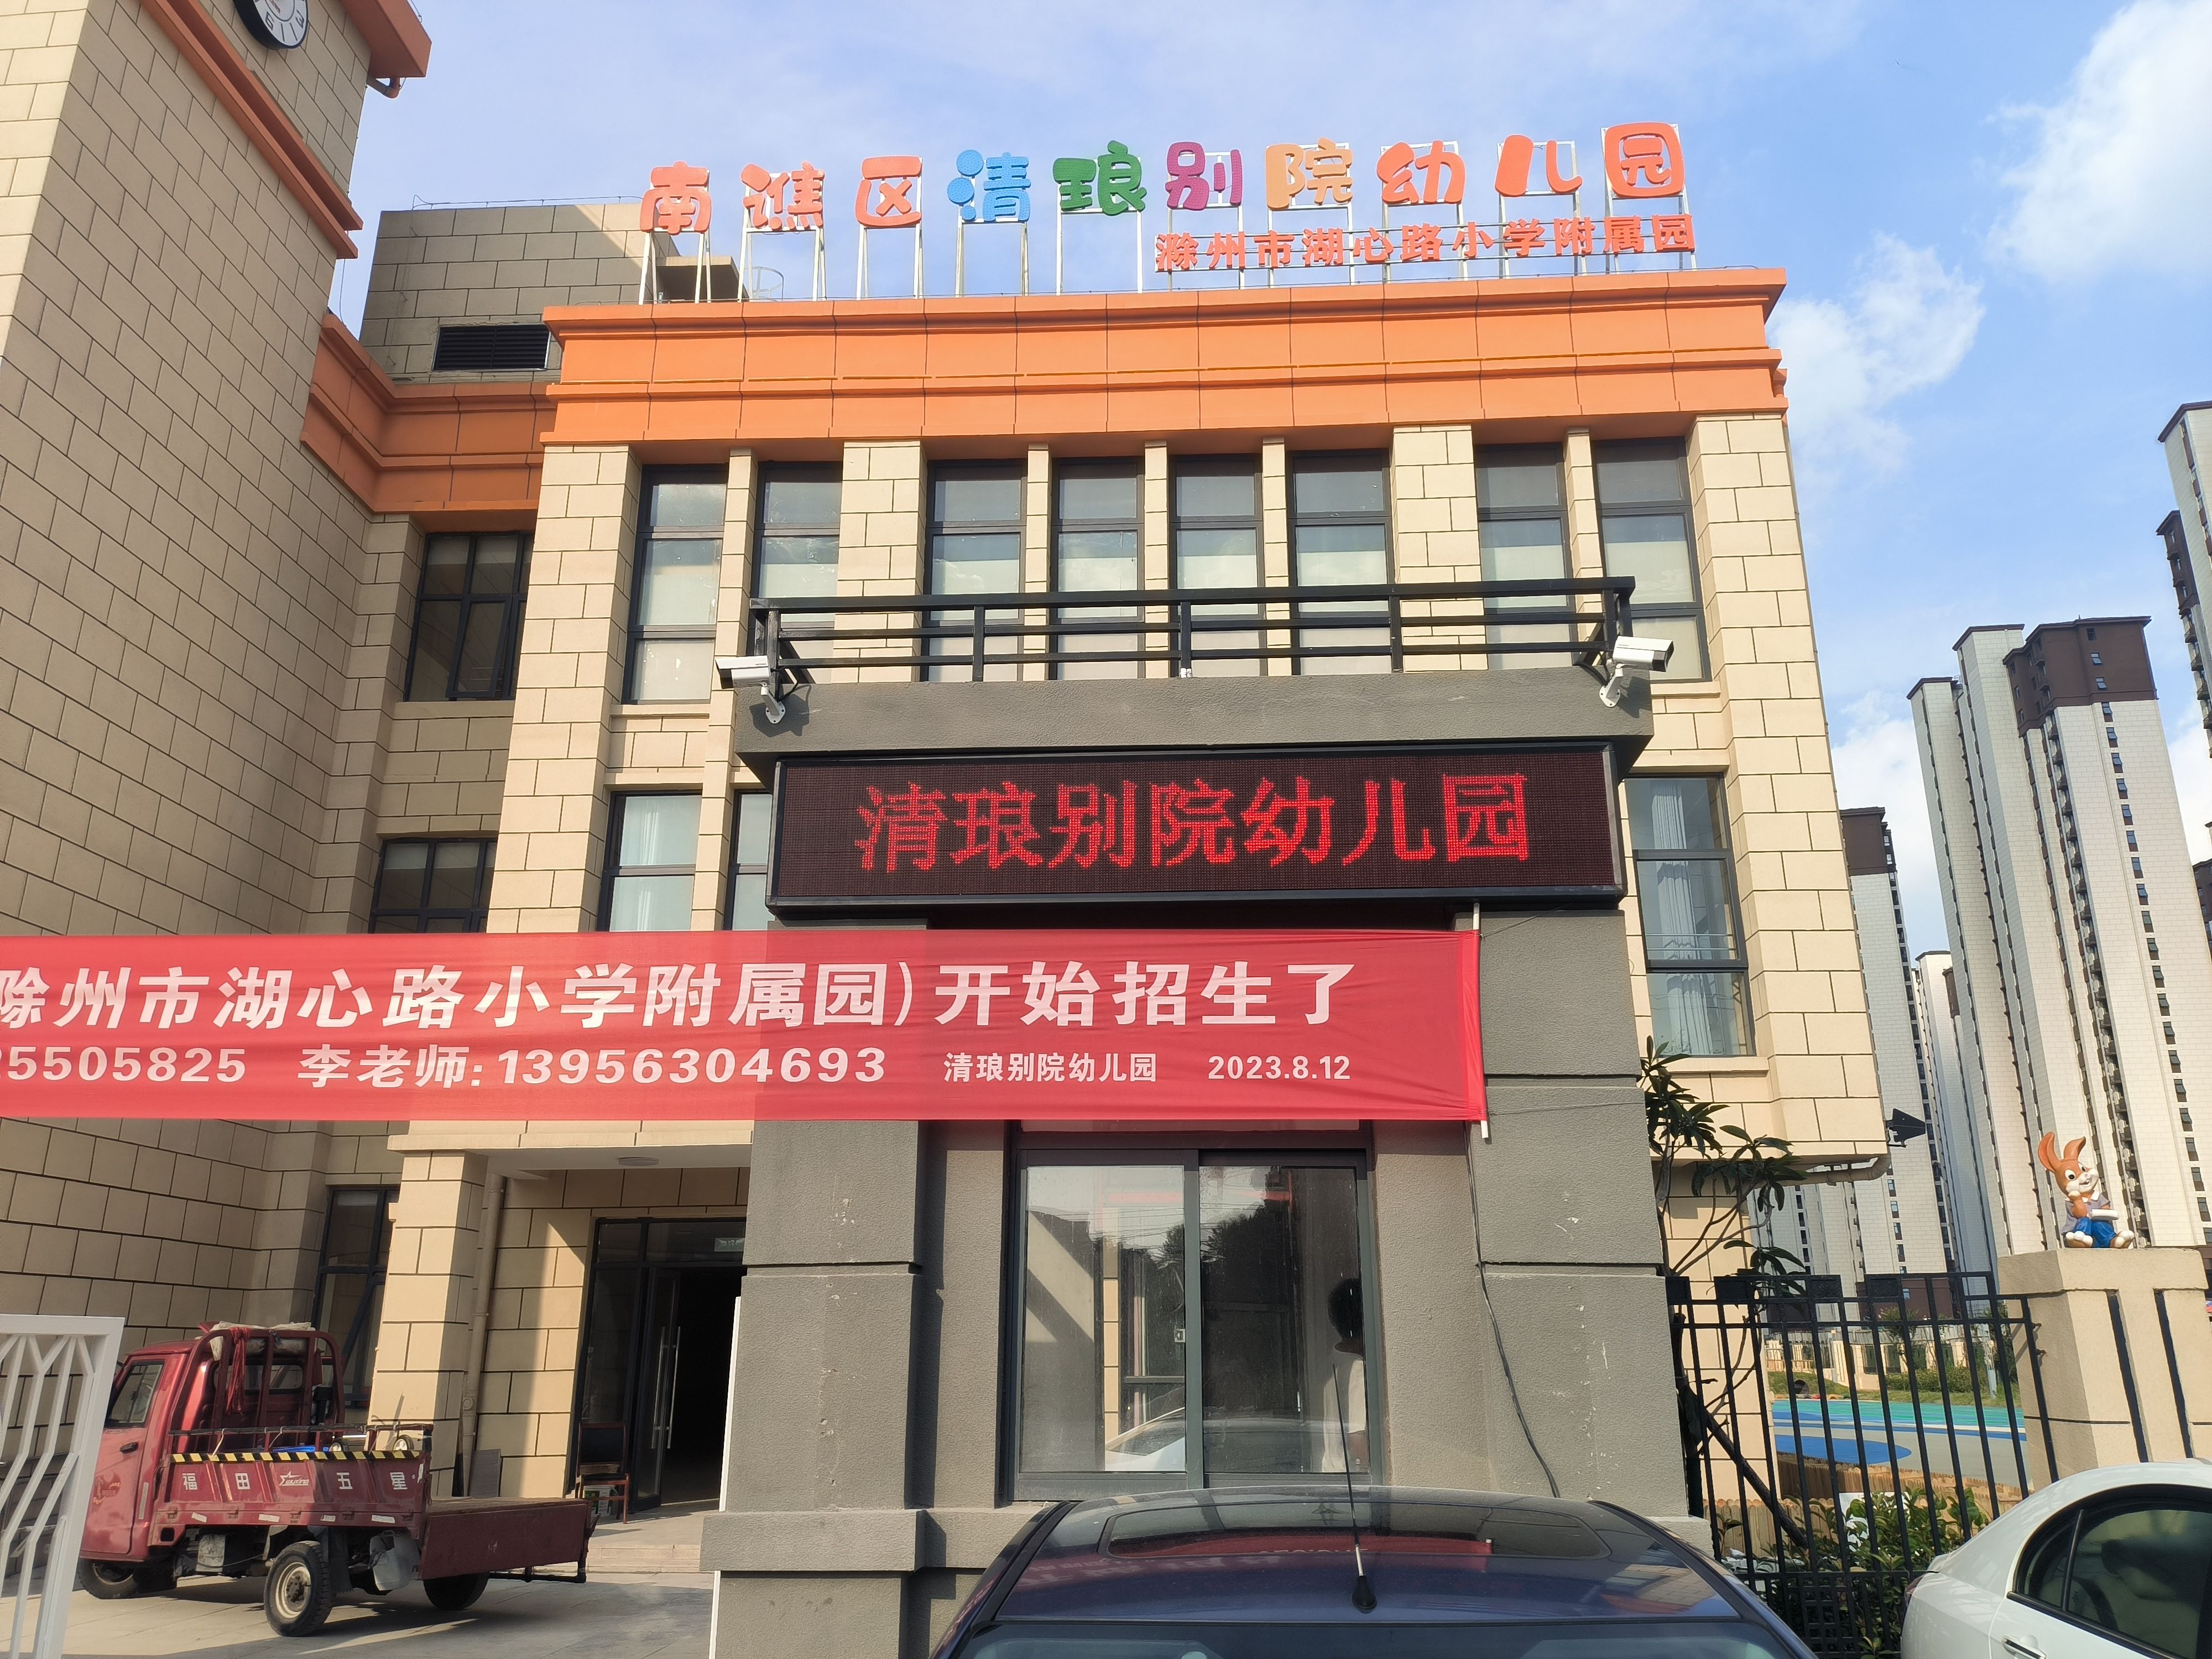 南谯区清琅别院幼儿园
滁州市湖心路小学附属园
清琅别院幼儿园
滁州市湖心路小学附属园)开始招生了
25505825 李老师:13956304693 清琅别院幼儿园 2023.8.12
福田五星